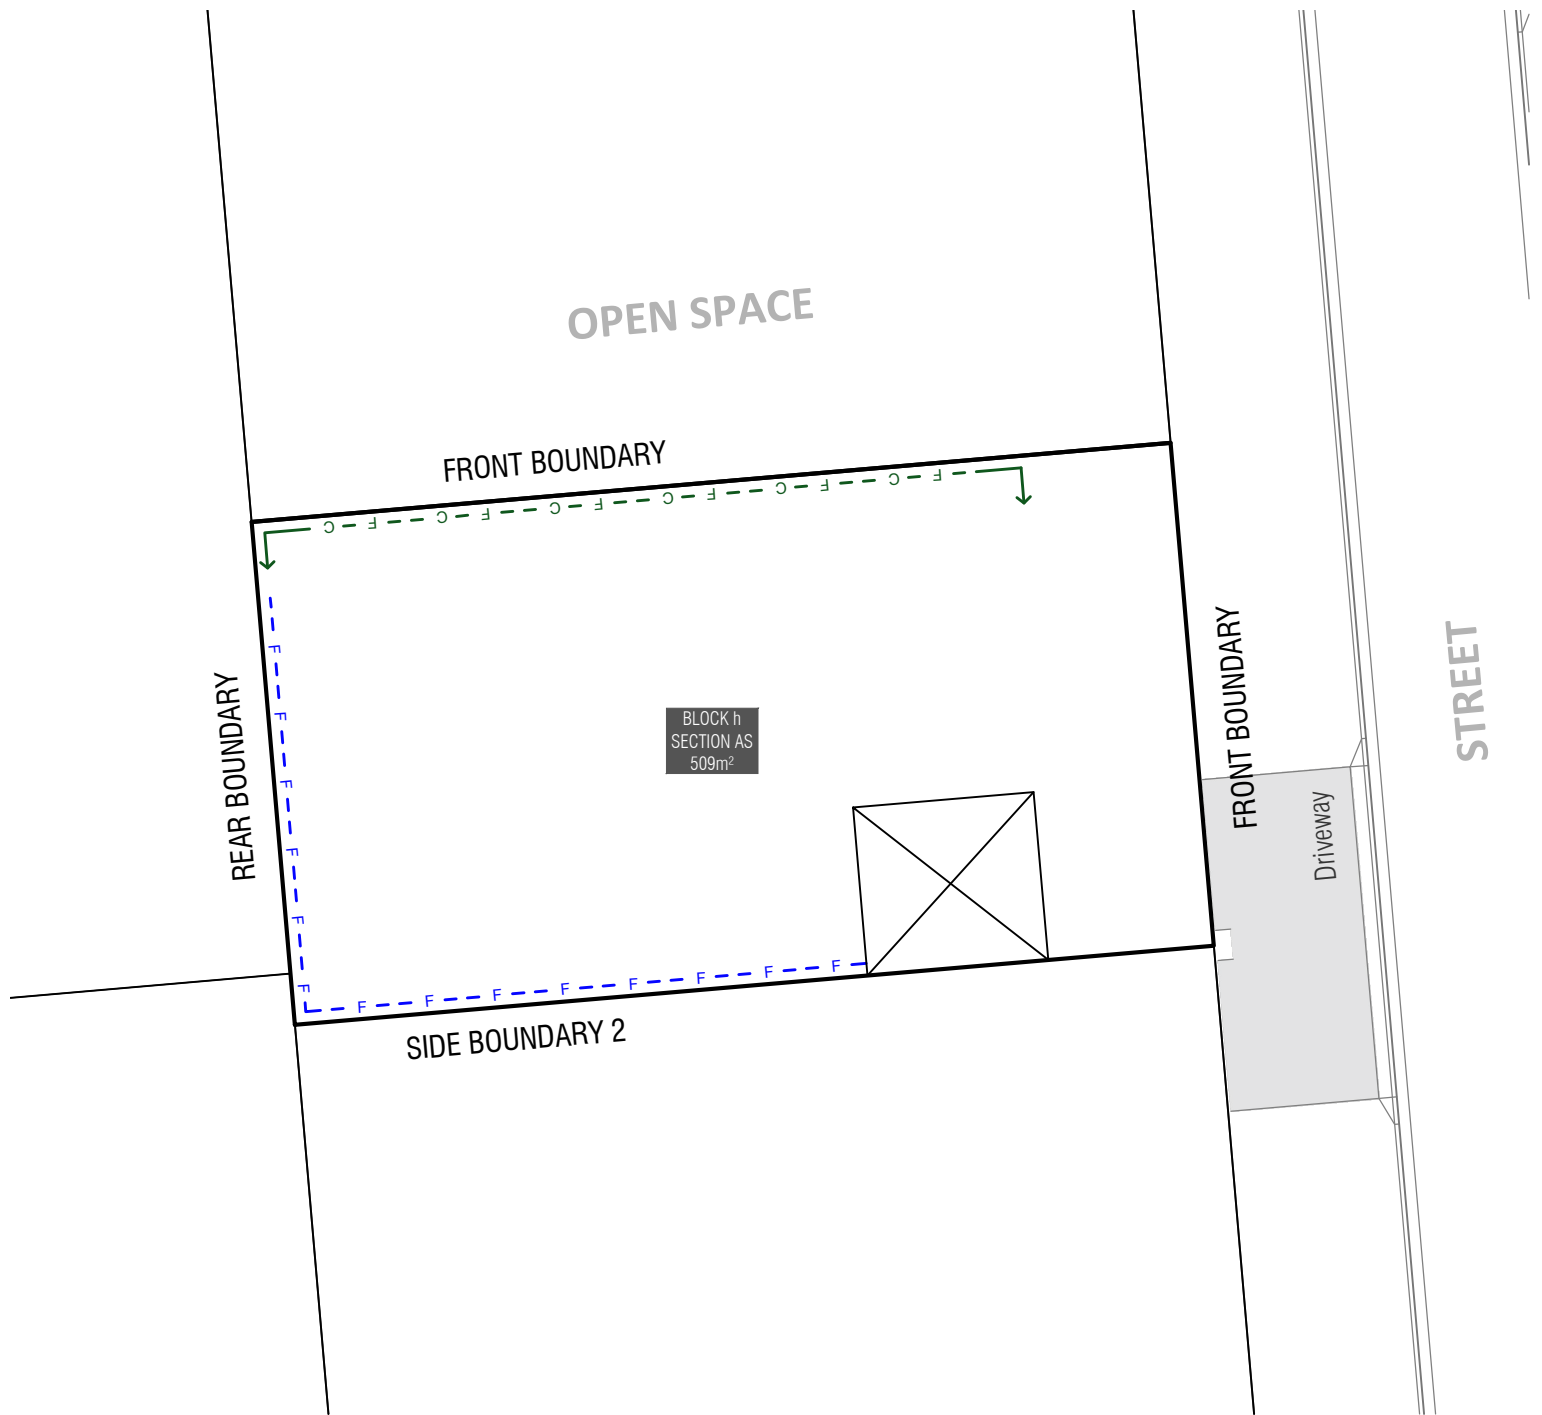 OPEN SPACE
FRONT BOUNDARY
C F C F C F C F C F C F
REAR BOUNDARY
F
F
F
F
F
F
BLOCK h
SECTION AS
509m²
FRONT BOUNDARY
STREET
Driveway
F F F F F F F F
SIDE BOUNDARY 2